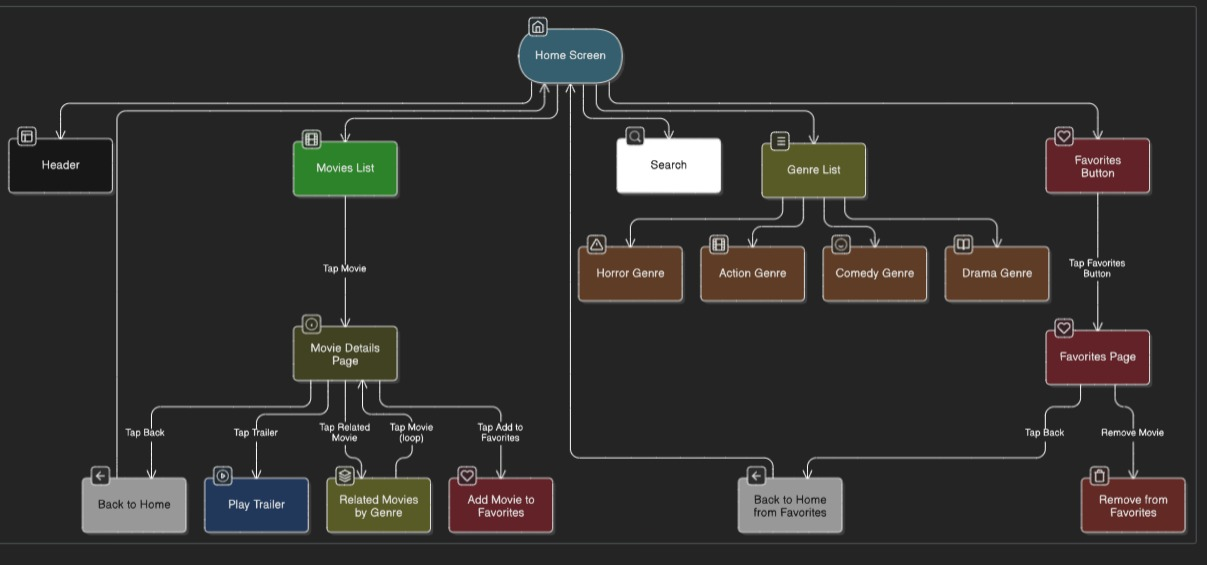 Home Screen
Header
Movies List
Search
Genre List
Favorites
Button
Horror Genre
Action Genre
Comedy Genre
Drama Genre
Tap Movie
Tap Favorites
Button
Movie Details
Page
Favorites Page
Tap Back
Tap Trailer
Tap Related
Movie
Tap Movie
(loop)
Tap Add to
Favorites
Tap Back
Remove Movie
Back to Home
Play Trailer
Related Movies
by Genre
Add Movie to
Favorites
Back to Home
from Favorites
Remove from
Favorites